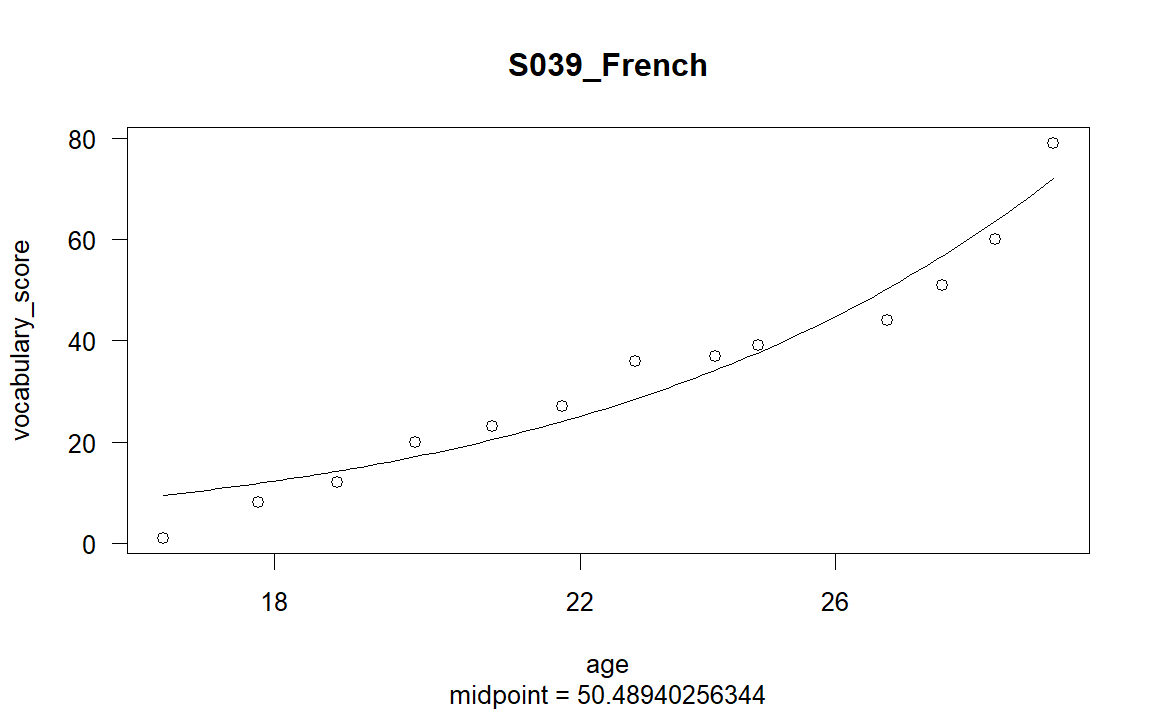 S039_French
80
60
40
20
0
vocabulary_score
18 22 26
age
midpoint = 50.48940256344